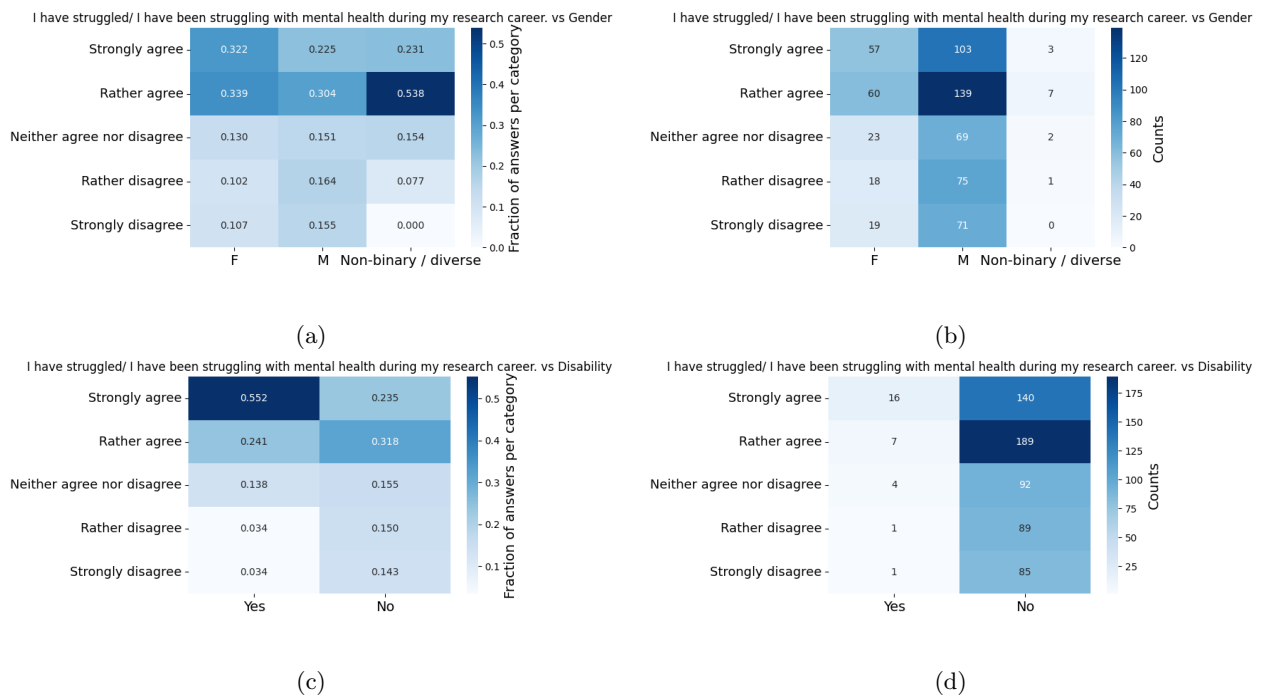 I have struggled/ I have been struggling with mental health during my research career. vs Gender
Strongly agree 0.322 0.225 0.231
Rather agree 0.339 0.304 0.538
Neither agree nor disagree 0.130 0.151 0.154
Rather disagree 0.102 0.164 0.077
Strongly disagree 0.107 0.155 0.000
F M Non-binary / diverse
0.5
0.4
0.3
0.2
0.1
0.0
Fraction of answers per category
(a)
I have struggled/ I have been struggling with mental health during my research career. vs Gender
Strongly agree 57 103 3
Rather agree 60 139 7
Neither agree nor disagree 23 69 2
Rather disagree 18 75 1
Strongly disagree 19 71 0
F M Non-binary / diverse
120
100
80
60
40
20
0
Counts
(b)
I have struggled/ I have been struggling with mental health during my research career. vs Disability
Strongly agree 0.552 0.235
Rather agree 0.241 0.318
Neither agree nor disagree 0.138 0.155
Rather disagree 0.034 0.150
Strongly disagree 0.034 0.143
Yes No
0.5
0.4
0.3
0.2
0.1
Fraction of answers per category
(c)
I have struggled/ I have been struggling with mental health during my research career. vs Disability
Strongly agree 16 140
Rather agree 7 189
Neither agree nor disagree 4 92
Rather disagree 1 89
Strongly disagree 1 85
Yes No
175
150
125
100
75
50
25
Counts
(d)